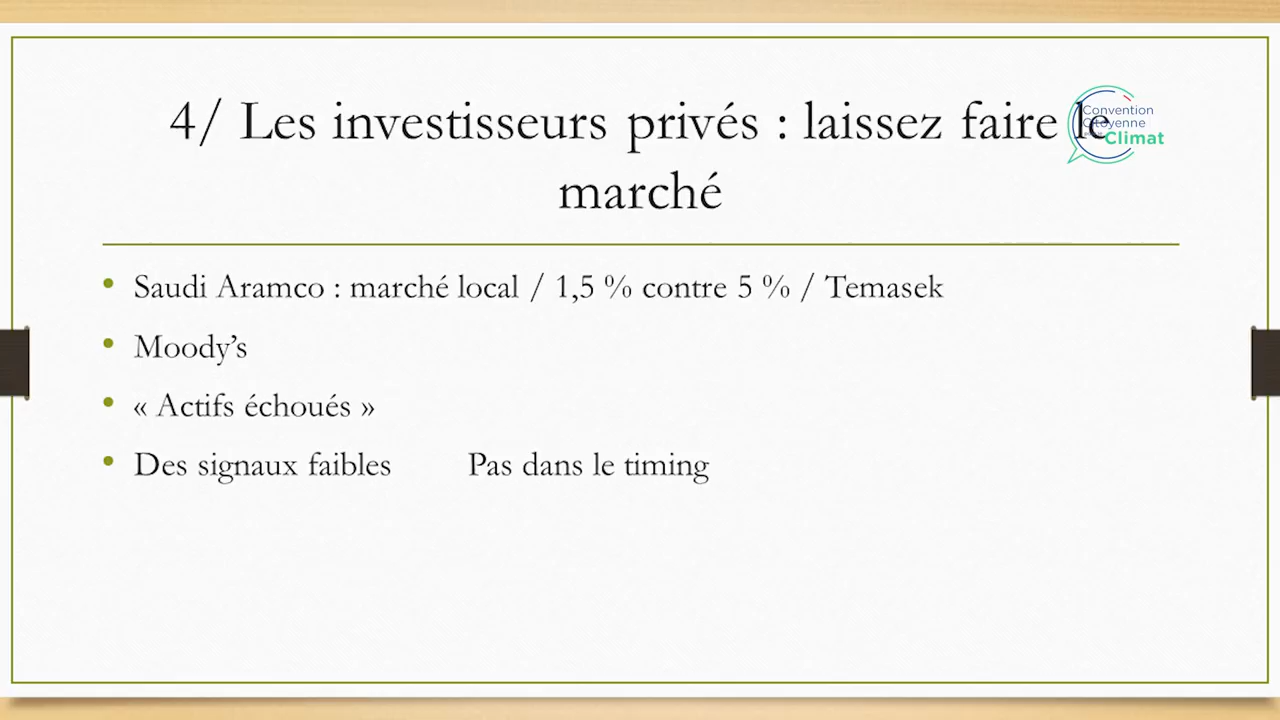 4/ Les investisseurs privés : laissez faire le
marché
Convention
Citoyenne
Climat
• Saudi Aramco : marché local / 1,5 % contre 5 % / Temasek
• Moody’s
• « Actifs échoués »
• Des signaux faibles Pas dans le timing